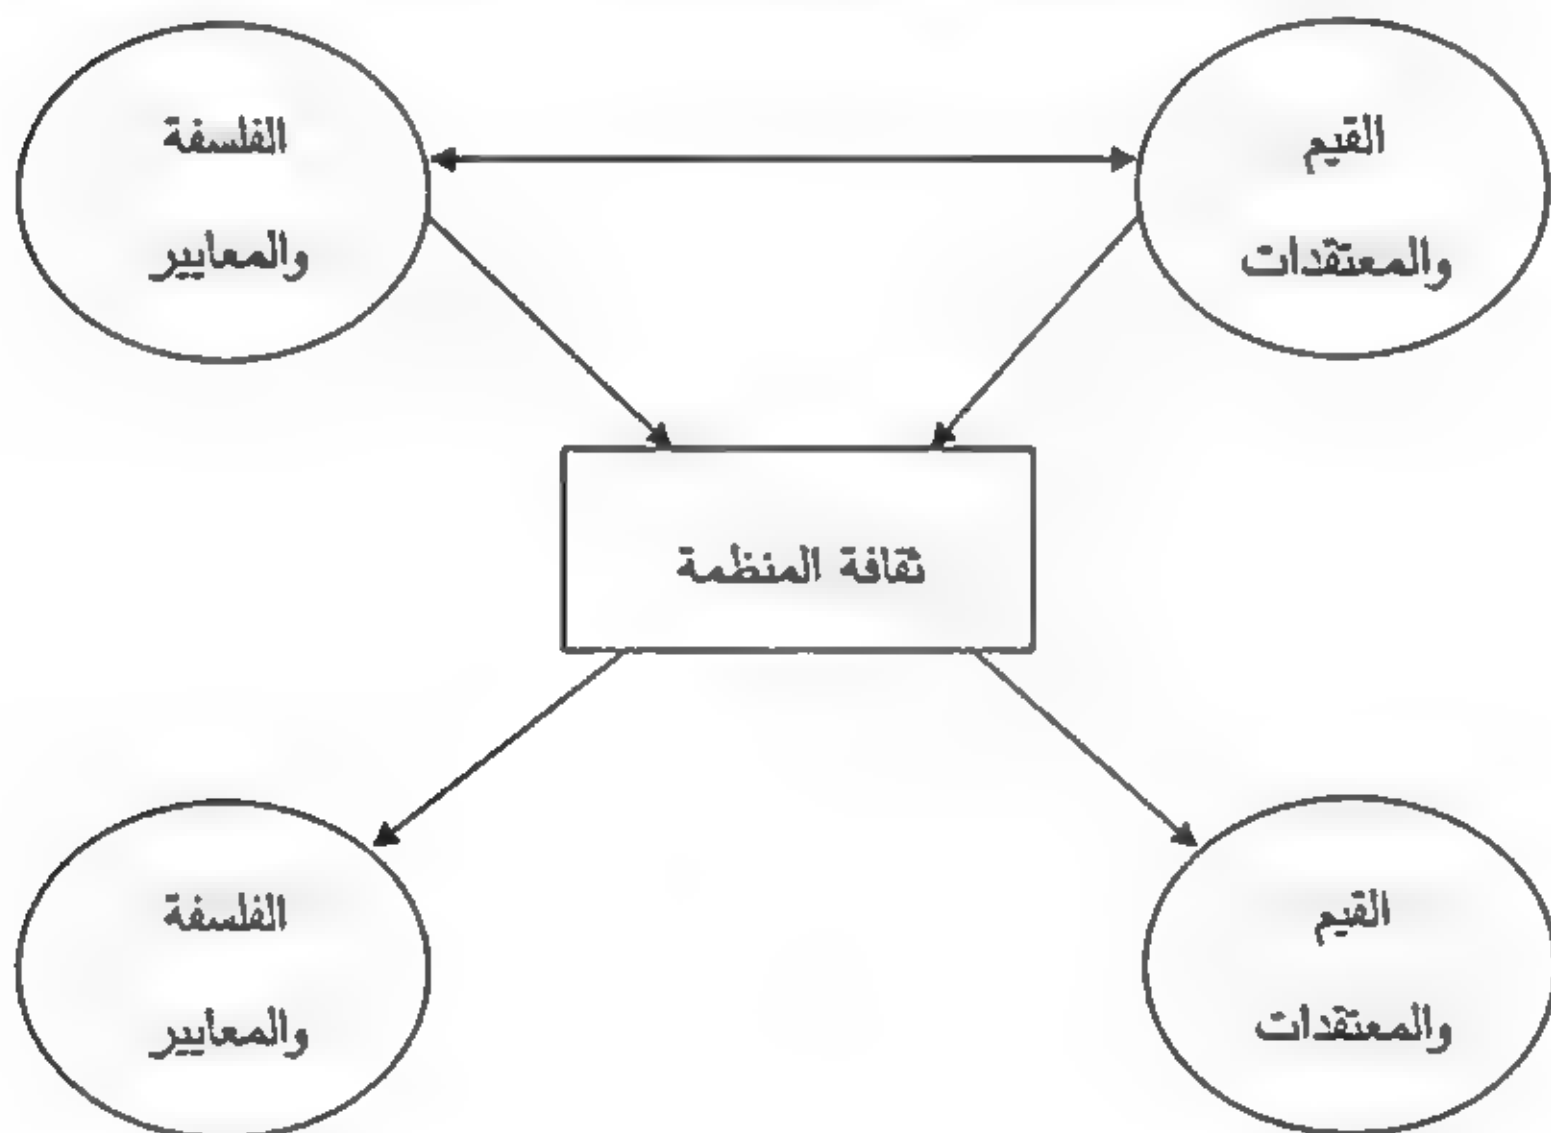 القيم
والمعتقدات
الفلسفة
والمعايير
ثقافة المنظمة
القيم
والمعتقدات
الفلسفة
والمعايير